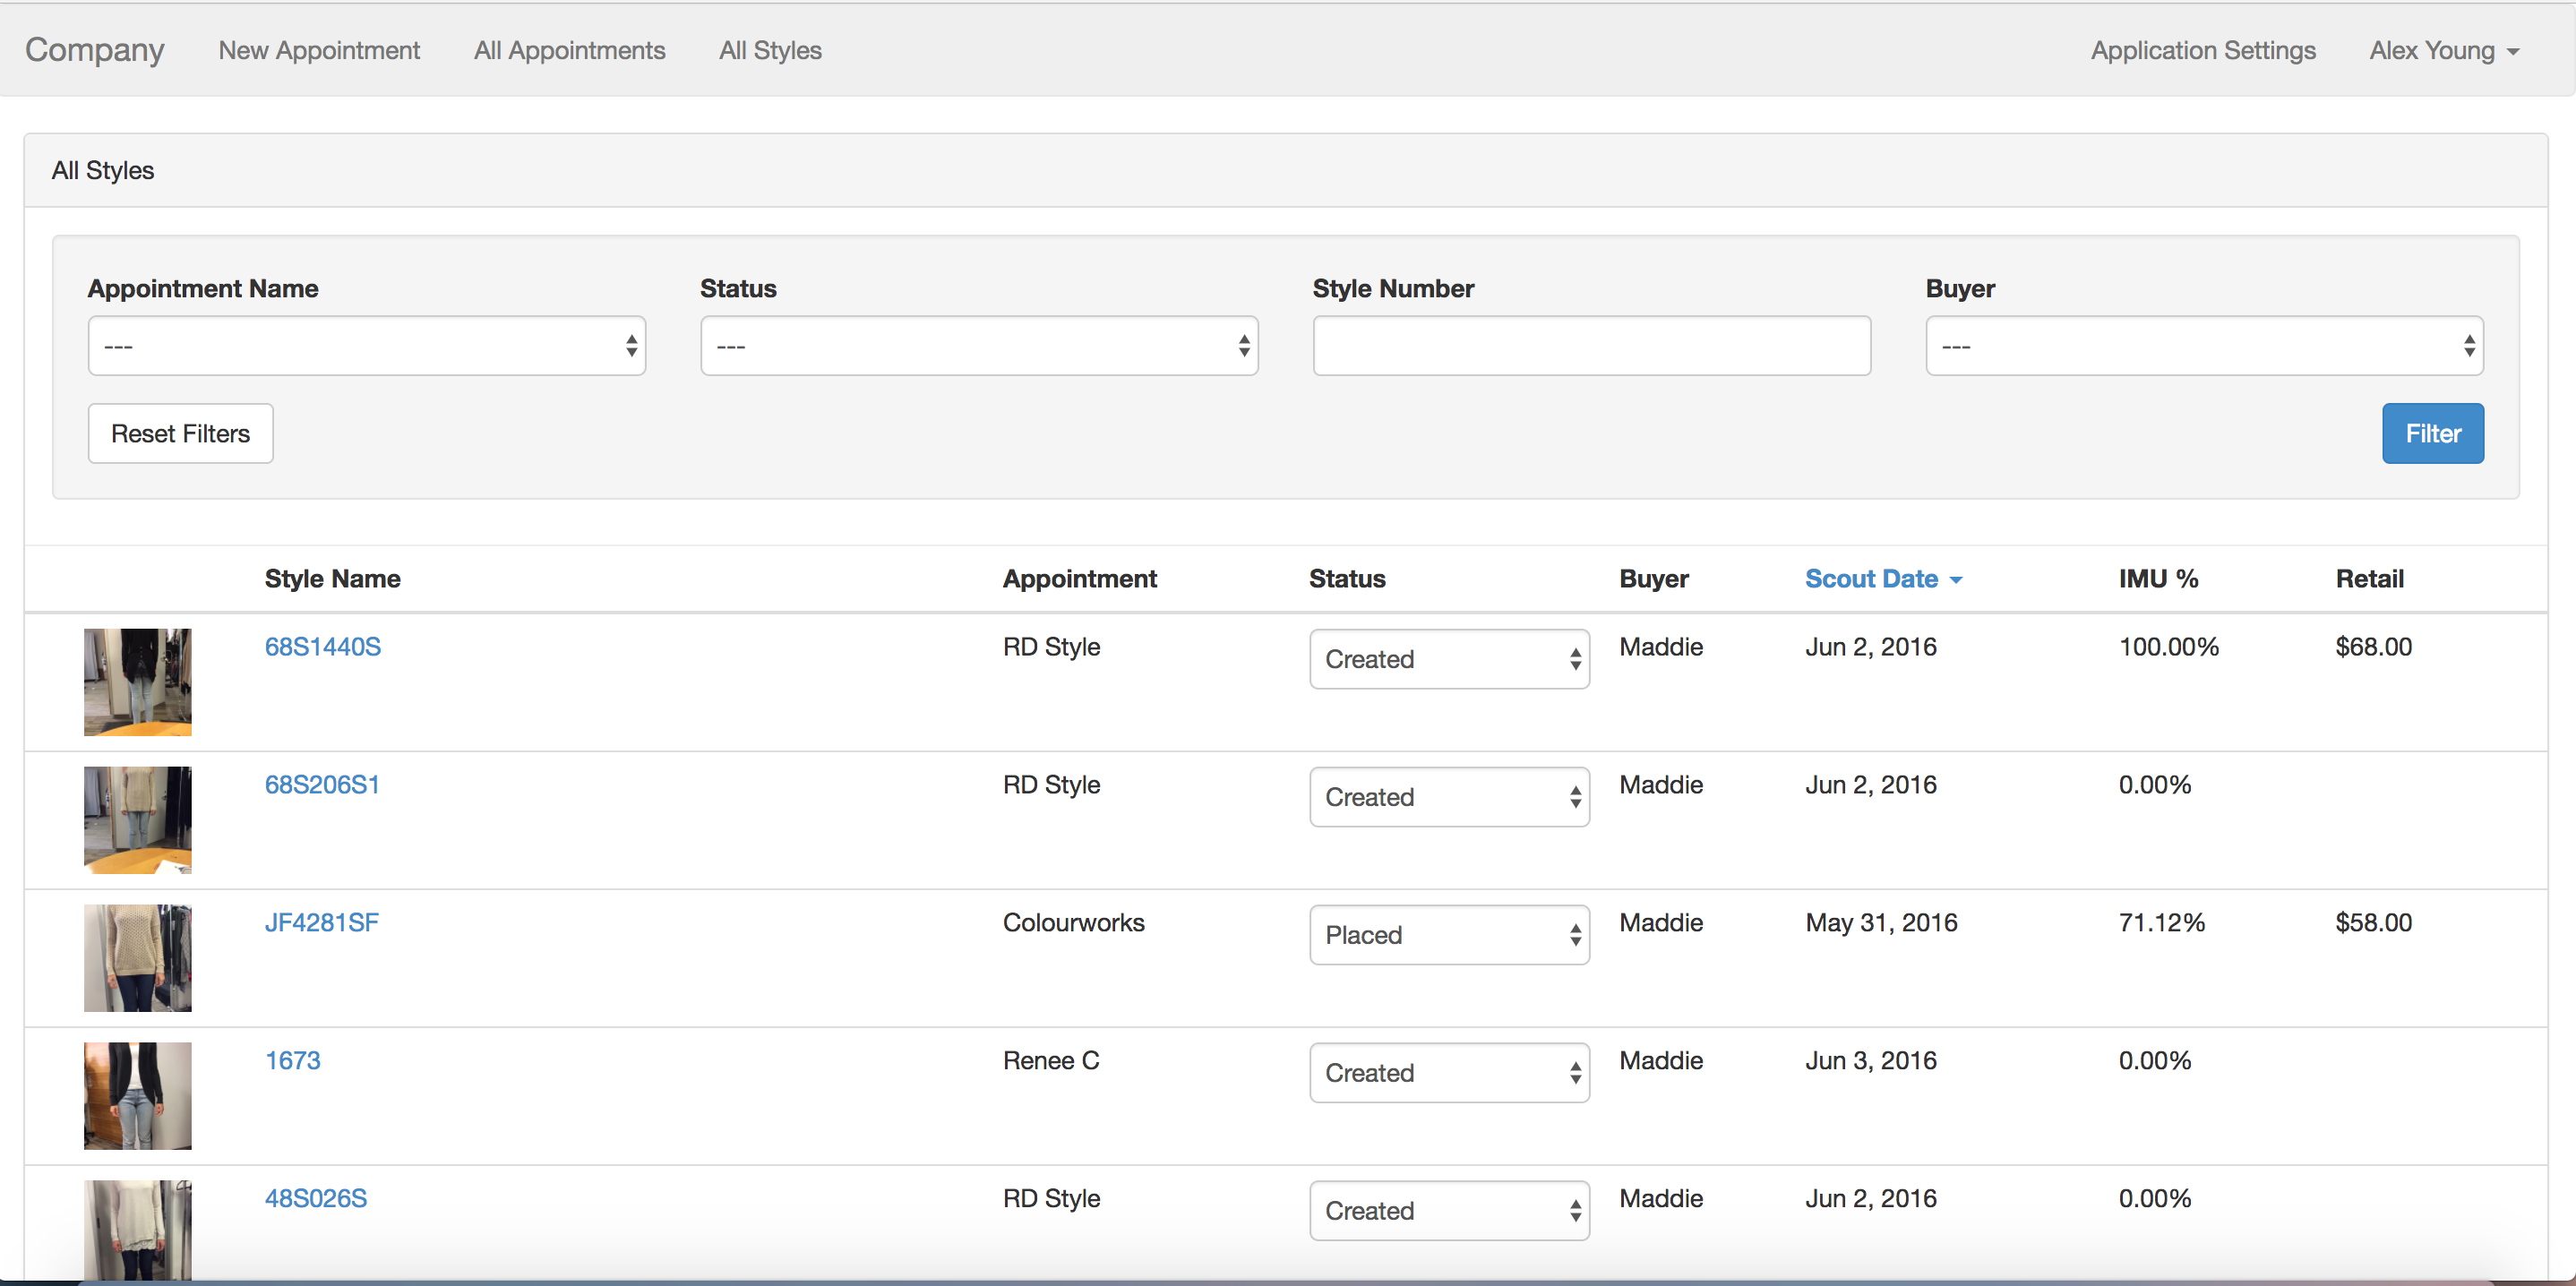 Company New Appointment All Appointments All Styles Application Settings Alex Young
All Styles
Appointment Name Status Style Number Buyer
--- --- ---
Reset Filters Filter
Style Name Appointment Status Buyer Scout Date IMU % Retail
68S1440S RD Style Created Maddie Jun 2, 2016 100.00% $68.00
68S206S1 RD Style Created Maddie Jun 2, 2016 0.00%
JF4281SF Colourworks Placed Maddie May 31, 2016 71.12% $58.00
1673 Renee C Created Maddie Jun 3, 2016 0.00%
48S026S RD Style Created Maddie Jun 2, 2016 0.00%